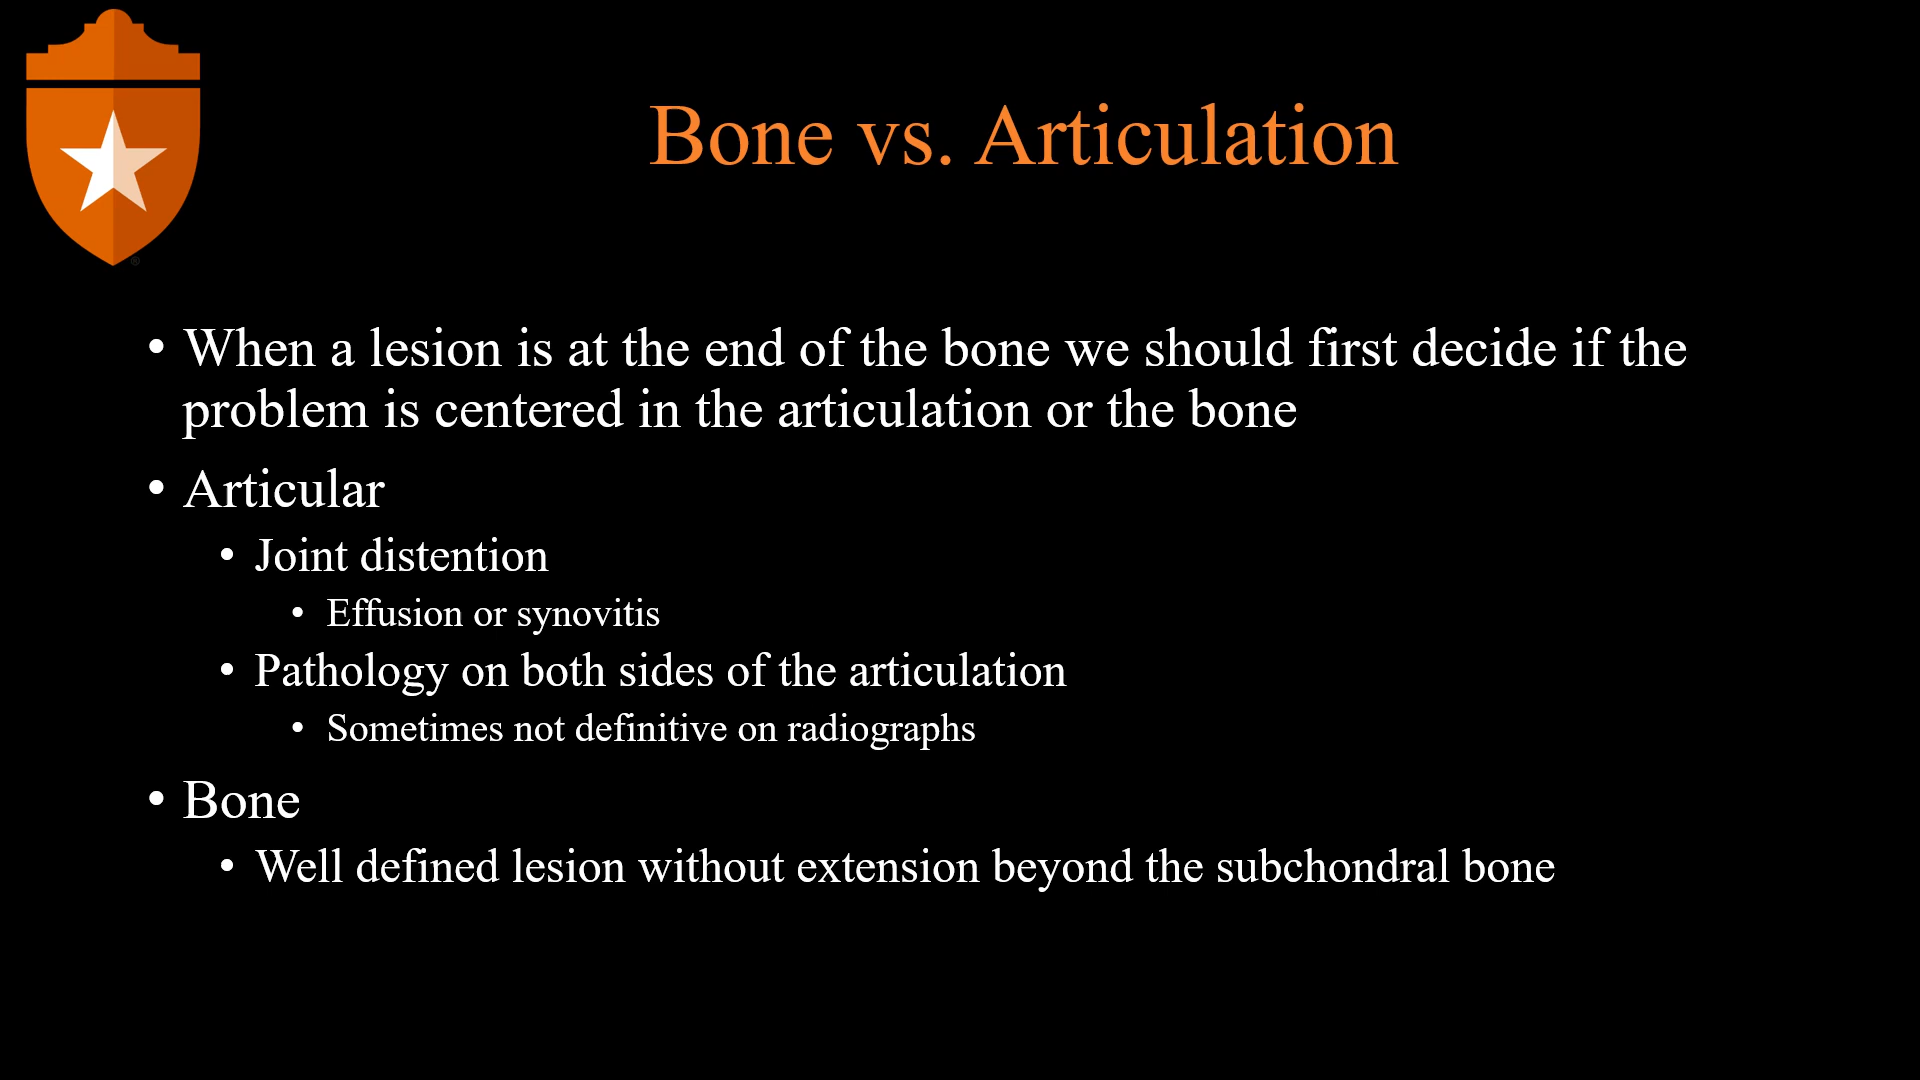 Bone vs. Articulation
• When a lesion is at the end of the bone we should first decide if the
problem is centered in the articulation or the bone
• Articular
• Joint distention
• Effusion or synovitis
• Pathology on both sides of the articulation
• Sometimes not definitive on radiographs
• Bone
• Well defined lesion without extension beyond the subchondral bone